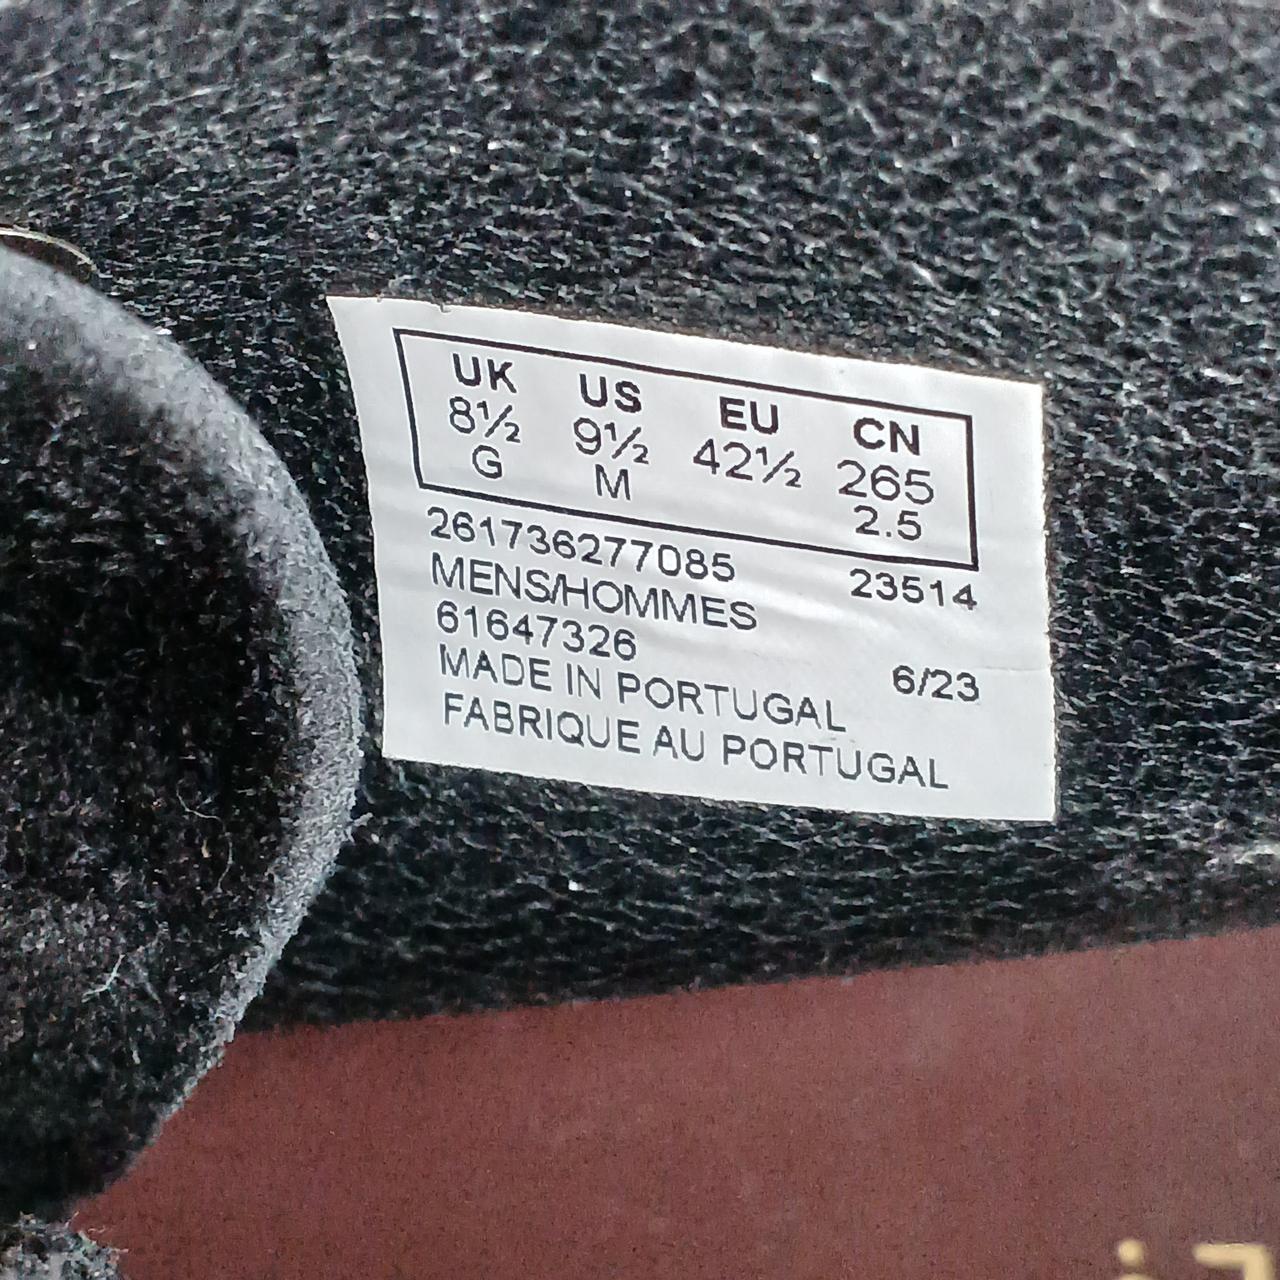 UK US EU CN
8½ 9½ 42½ 265
G M 2.5
261736277085 23514
MENS/HOMMES
61647326 6/23
MADE IN PORTUGAL
FABRIQUE AU PORTUGAL